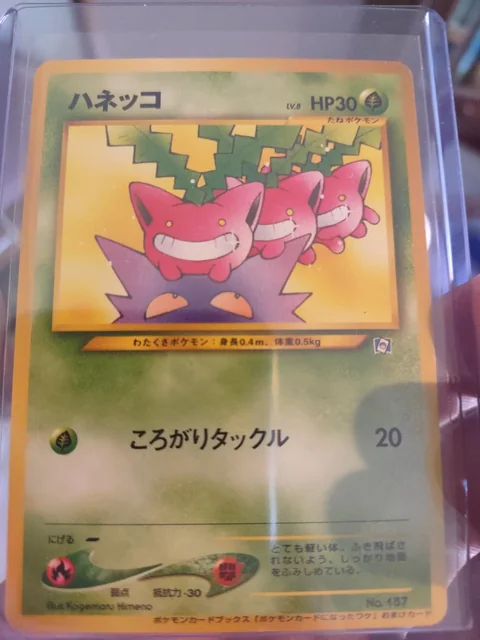 ハネッコ LV.8 HP30
たねポケモン
わたくさポケモン：身長0.4m、体重0.5kg
ころがりタックル 20
にげる
とても軽い体。ふき飛ばさ
れないよう、しっかり地面
をふみしめている。
弱点 抵抗力-30
No.187
Illus. Kagemaru Himeno
ポケモンカードブックス「ポケモンカードになったワケ」おまけカード